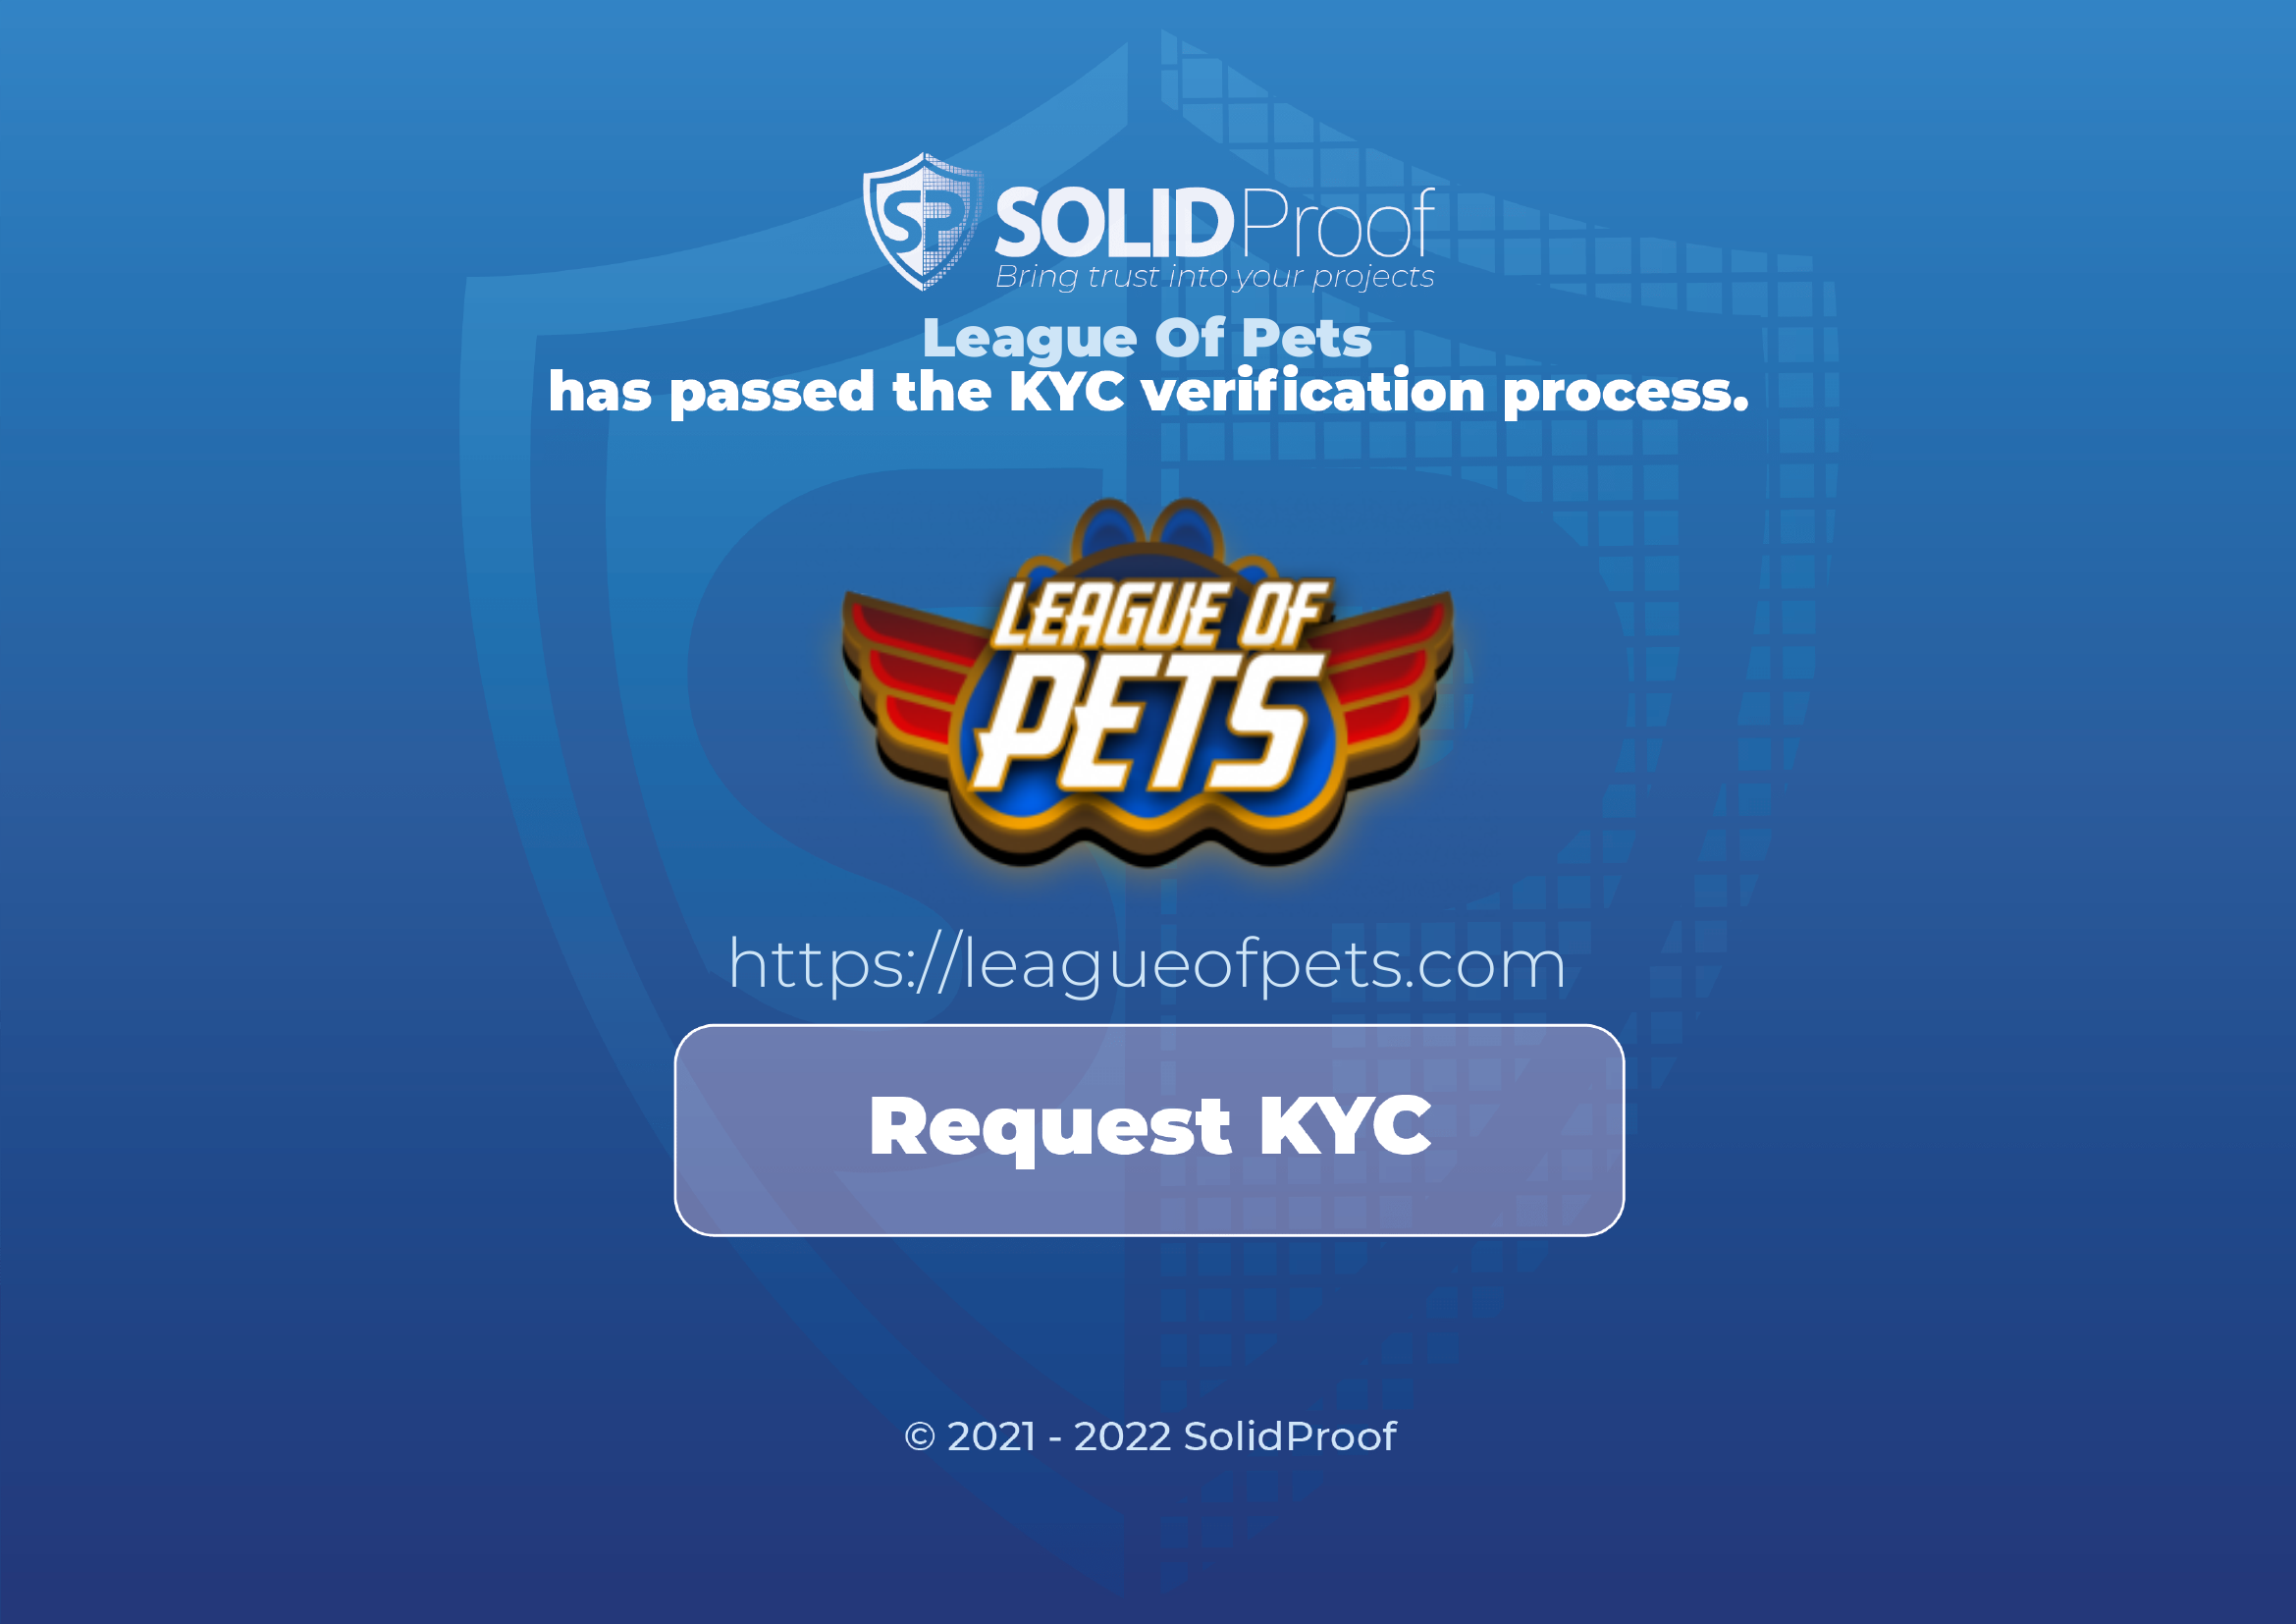 SP
SOLIDProof
Bring trust into your projects
League Of Pets
has passed the KYC verification process.
LEAGUE OF
PETS
https://leagueofpets.com
Request KYC
© 2021 - 2022 SolidProof